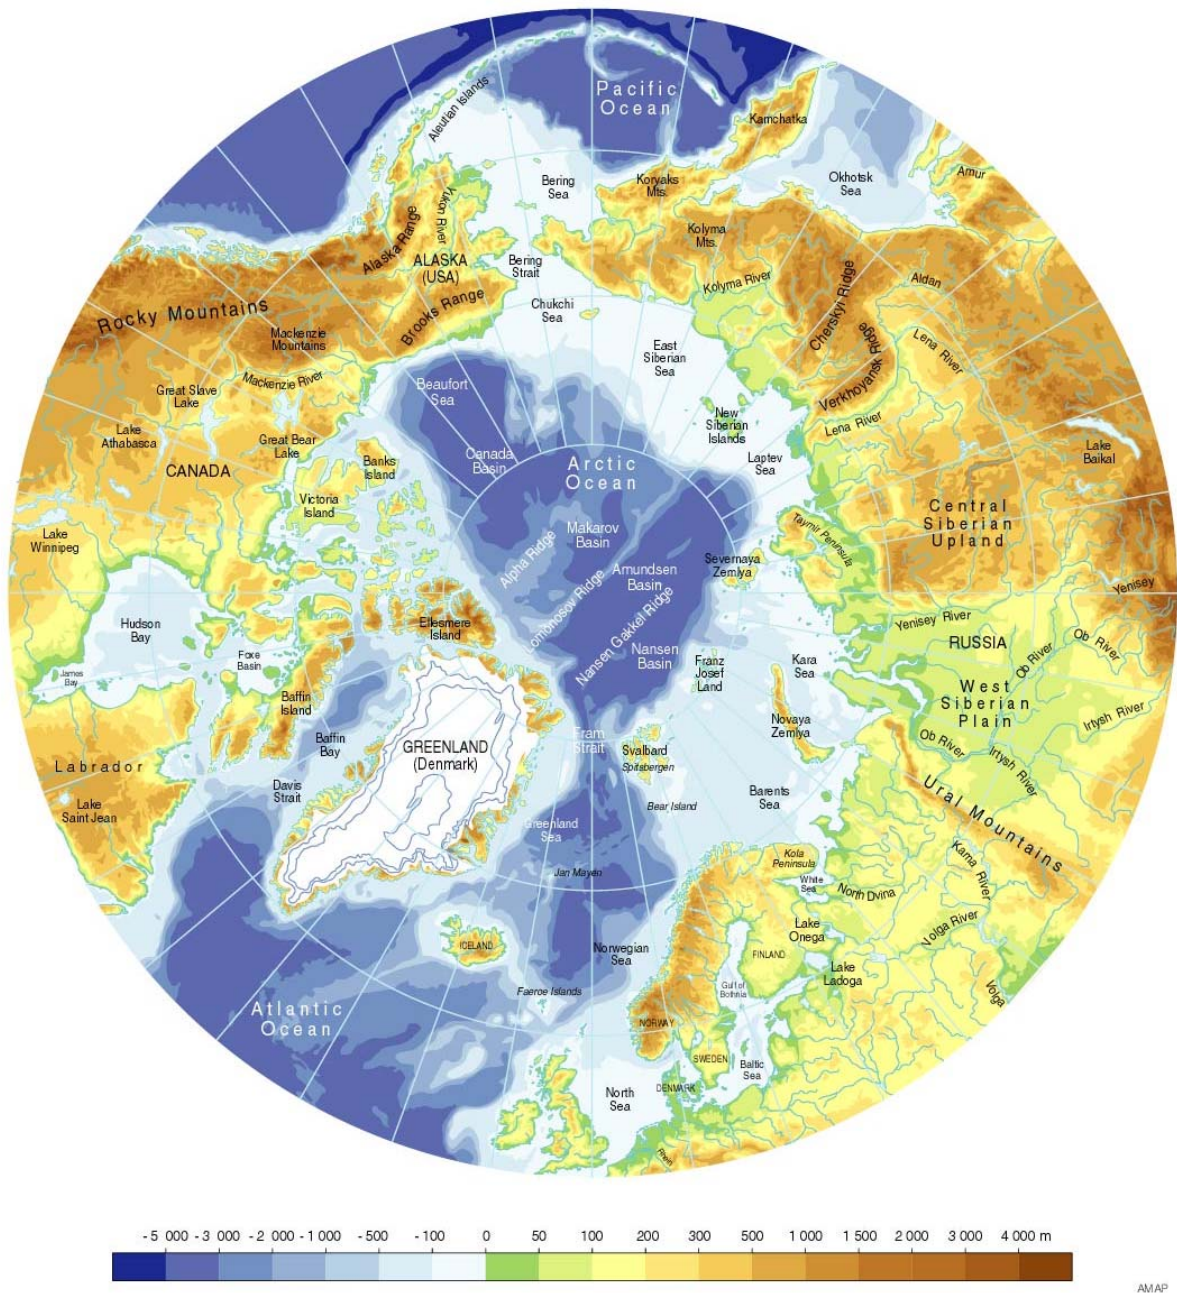 Pacific
Ocean
Aleutian Islands
Kamchatka
Okhotsk
Sea
Amur
Bering
Sea
Koryaks
Mts.
Yukon River
Alaska Range
ALASKA
(USA)
Bering
Strait
Kolyma
Mts.
Kolyma River
Cherskyi Ridge
Aldan
Rocky Mountains
Brooks Range
Chukchi
Sea
Mackenzie
Mountains
Mackenzie River
East
Siberian
Sea
Verkhoyansk Ridge
Lena River
Great Slave
Lake
Beaufort
Sea
New
Siberian
Islands
Lena River
Lake
Athabasca
Great Bear
Lake
Lake
Baikal
CANADA
Banks
Island
Canada
Basin
Arctic
Ocean
Laptev
Sea
Victoria
Island
Central
Siberian
Upland
Lake
Winnipeg
Makarov
Basin
Taymir Peninsula
Alpha Ridge
Amundsen
Basin
Severnaya
Zemlya
Yenisey
Lomonosov Ridge
Nansen Gakkel Ridge
Hudson
Bay
Ellesmere
Island
Yenisey River
RUSSIA
Ob River
Ob River
Foxe
Basin
James
Bay
Nansen
Basin
Franz
Josef
Land
Kara
Sea
West
Siberian
Plain
Baffin
Island
Novaya
Zemlya
Irtysh River
Baffin
Bay
GREENLAND
(Denmark)
Fram
Strait
Svalbard
Spitsbergen
Ob River
Irtysh River
Labrador
Davis
Strait
Bear Island
Barents
Sea
Ural Mountains
Lake
Saint Jean
Greenland
Sea
Jan Mayen
Kola
Peninsula
White
Sea
North Dvina
Kama River
Lake
Onega
Volga River
ICELAND
Norwegian
Sea
FINLAND
Lake
Ladoga
Gulf of
Bothnia
Faeroe Islands
Volga
Atlantic
Ocean
NORWAY
SWEDEN
Baltic
Sea
DENMARK
North
Sea
Rhein
- 5 000 - 3 000 - 2 000 - 1 000 - 500 - 100 0 50 100 200 300 500 1 000 2 000 3 000 4 000 m
AMAP